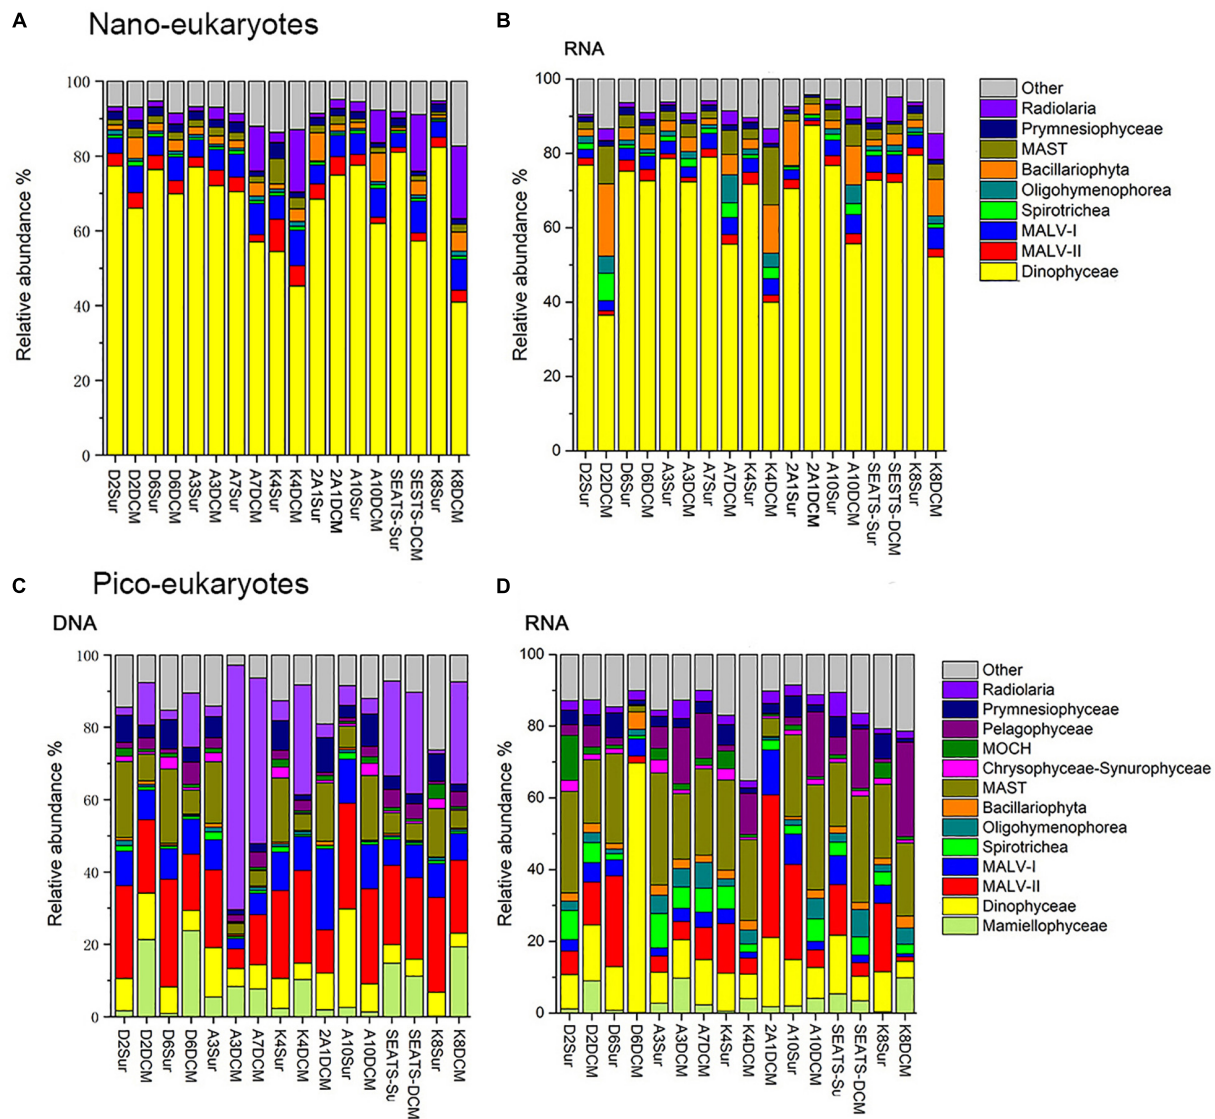 A
Nano-eukaryotes
B
RNA
Relative abundance %
100
80
60
40
20
0
D2Sur
D2DCM
D6Sur
D6DCM
A3Sur
A3DCM
A7Sur
A7DCM
K4Sur
K4DCM
2A1Sur
2A1DCM
A10Sur
A10DCM
SEATS-Sur
SESTS-DCM
K8Sur
K8DCM
Relative abundance %
100
80
60
40
20
0
D2Sur
D2DCM
D6Sur
D6DCM
A3Sur
A3DCM
A7Sur
A7DCM
K4Sur
K4DCM
2A1Sur
2A1DCM
A10Sur
A10DCM
SEATS-Sur
SESTS-DCM
K8Sur
K8DCM
Other
Radiolaria
Prymnesiophyceae
MAST
Bacillariophyta
Oligohymenophorea
Spirotrichea
MALV-I
MALV-II
Dinophyceae
C
Pico-eukaryotes
DNA
D
RNA
Relative abundance %
100
80
60
40
20
0
D2Sur
D2DCM
D6Sur
D6DCM
A3Sur
A3DCM
A7DCM
K4Sur
K4DCM
2A1DCM
A10Sur
A10DCM
SEATS-Su
SEATS-DCM
K8Sur
K8DCM
Relative abundance %
100
80
60
40
20
0
D2Sur
D2DCM
D6Sur
D6DCM
A3Sur
A3DCM
A7DCM
K4Sur
K4DCM
2A1DCM
A10Sur
A10DCM
SEATS-Su
SEATS-DCM
K8Sur
K8DCM
Other
Radiolaria
Prymnesiophyceae
Pelagophyceae
MOCH
Chrysophyceae-Synurophyceae
MAST
Bacillariophyta
Oligohymenophorea
Spirotrichea
MALV-I
MALV-II
Dinophyceae
Mamiellophyceae